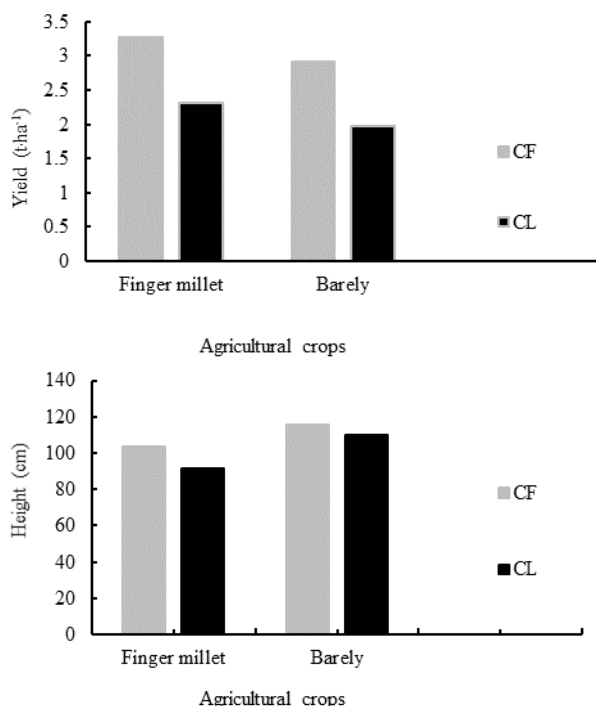 3.5
3
2.5
2
1.5
1
0.5
0
Yield (t·ha⁻¹)
CF
CL
Finger millet Barely
Agricultural crops
140
120
100
80
60
40
20
0
Height (cm)
CF
CL
Finger millet Barely
Agricultural crops